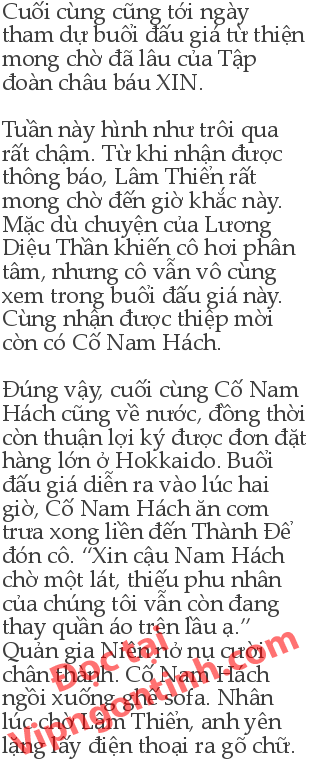 Cuối cùng cũng tới ngày
tham dự buổi đấu giá từ thiện
mong chờ đã lâu của Tập
đoàn châu báu XIN.

Tuần này hình như trôi qua
rất chậm. Từ khi nhận được
thông báo, Lâm Thiển rất
mong chờ đến giờ khắc này.
Mặc dù chuyện của Lương
Diệu Thần khiến cô hơi phân
tâm, nhưng cô vẫn vô cùng
xem trong buổi đấu giá này.
Cùng nhận được thiệp mời
còn có Cố Nam Hách.

Đúng vậy, cuối cùng Cố Nam
Hách cũng về nước, đồng thời
còn thuận lợi ký được đơn đặt
hàng lớn ở Hokkaido. Buổi
đấu giá diễn ra vào lúc hai
giờ, Cố Nam Hách ăn cơm
trưa xong liền đến Thành Để
đón cô. “Xin cậu Nam Hách
chờ một lát, thiếu phu nhân
của chúng tôi vẫn còn đang
thay quần áo trên lầu ạ.”
Quản gia Niên nở nụ cười
chân thành. Cố Nam Hách
ngồi xuống ghế sofa. Nhân
lúc chờ Lâm Thiển, anh yên
lặng lấy điện thoại ra gõ chữ.
Đọc tại
Vipngontinh.com